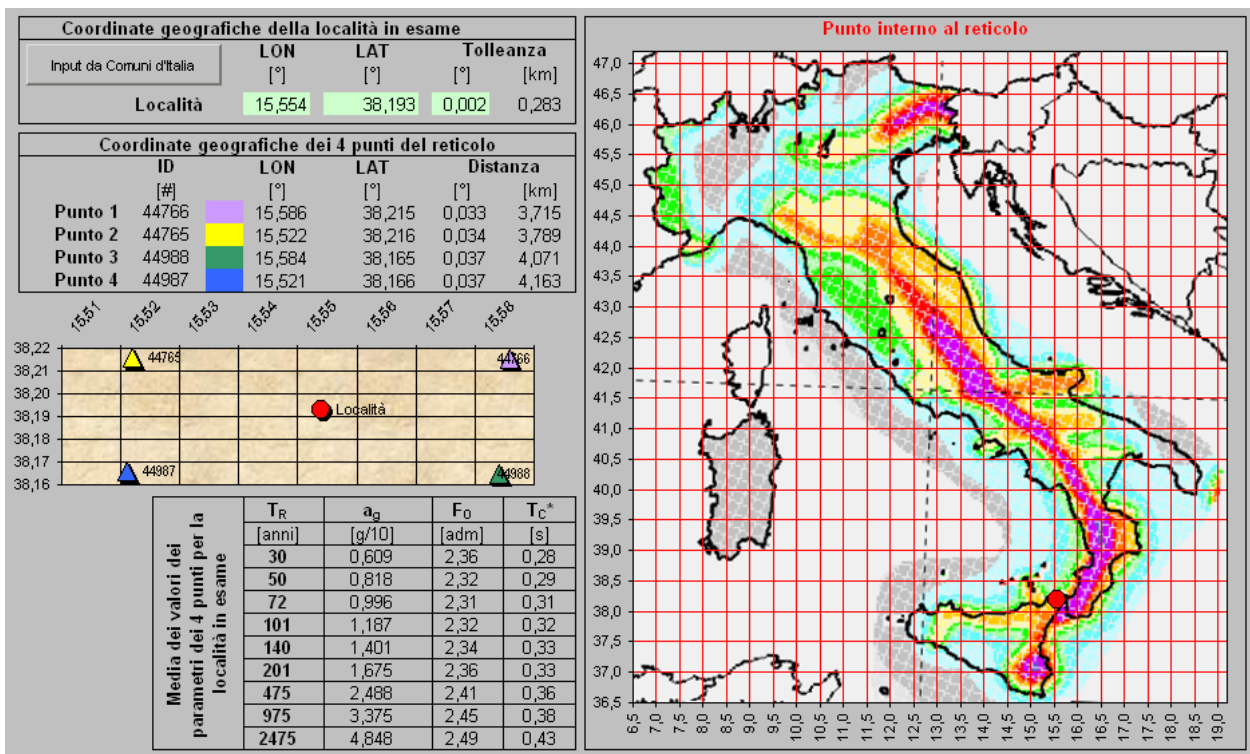 Coordinate geografiche della località in esame
Input da Comuni d'Italia
LON LAT Tolleanza
[°] [°] [°] [km]
Località 15,554 38,193 0,002 0,283
Coordinate geografiche dei 4 punti del reticolo
ID LON LAT Distanza
[#] [°] [°] [°] [km]
Punto 1 44766 15,586 38,215 0,033 3,715
Punto 2 44765 15,522 38,216 0,034 3,789
Punto 3 44988 15,584 38,165 0,037 4,071
Punto 4 44987 15,521 38,166 0,037 4,163
15,51 15,52 15,53 15,54 15,55 15,56 15,57 15,58
38,22
44765 44766
38,21
38,20
38,19 Località
38,18
38,17
44987 44988
38,16
Media dei valori dei parametri dei 4 punti per la località in esame
TR ag F0 TC*
[anni] [g/10] [adm] [s]
30 0,609 2,36 0,28
50 0,818 2,32 0,29
72 0,996 2,31 0,31
101 1,187 2,32 0,32
140 1,401 2,34 0,33
201 1,675 2,36 0,33
475 2,488 2,41 0,36
975 3,375 2,45 0,38
2475 4,848 2,49 0,43
Punto interno al reticolo
47,0
46,5
46,0
45,5
45,0
44,5
44,0
43,5
43,0
42,5
42,0
41,5
41,0
40,5
40,0
39,5
39,0
38,5
38,0
37,5
37,0
36,5
6,5 7,0 7,5 8,0 8,5 9,0 9,5 10,0 10,5 11,0 11,5 12,0 12,5 13,0 13,5 14,0 14,5 15,0 15,5 16,0 16,5 17,0 17,5 18,0 18,5 19,0